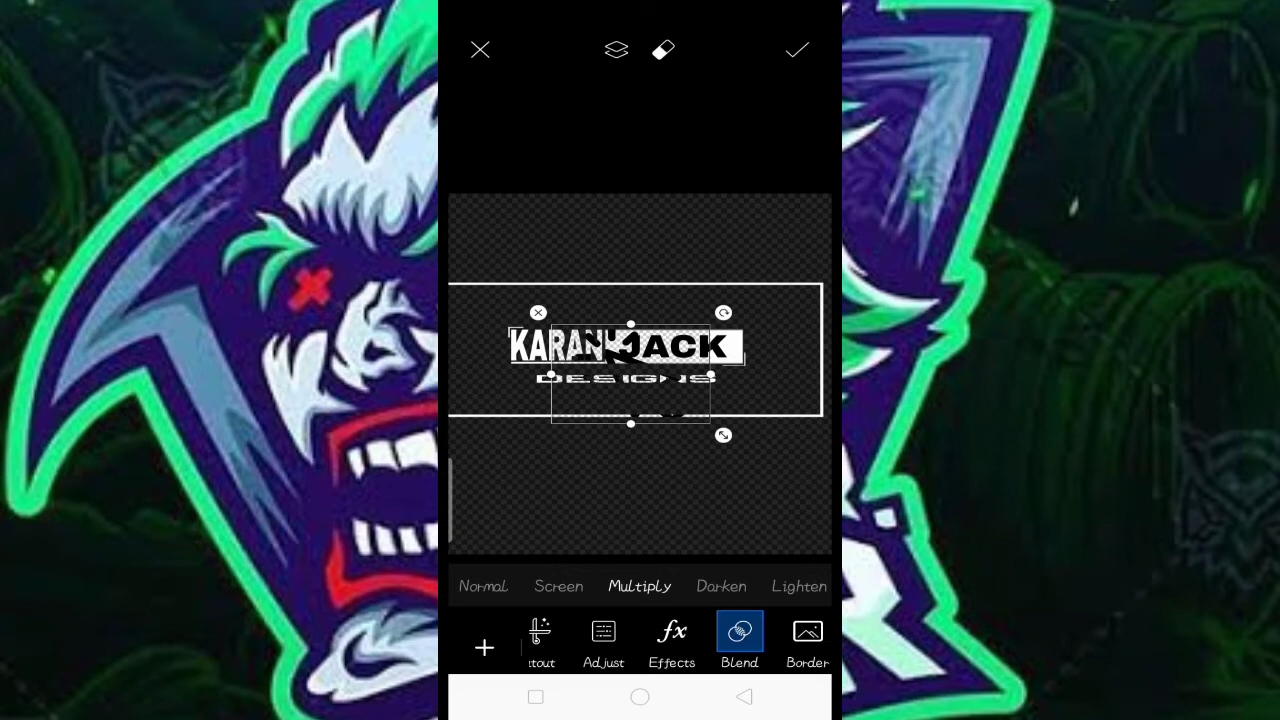 KARAN JACK
DESIGNS
Normal Screen Multiply Darken Lighten
tout Adjust Effects Blend Border